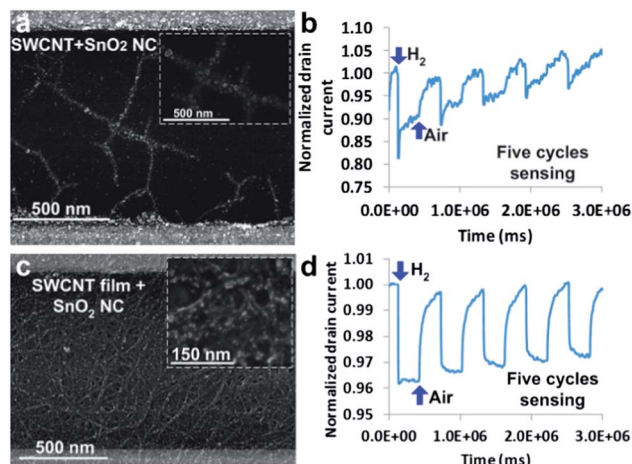 a
SWCNT+SnO2 NC
500 nm
500 nm
b
Normalized drain
current
1.10
1.05
1.00
0.95
0.90
0.85
0.80
0.75
H2
Air
Five cycles
sensing
0.0E+00 1.0E+06 2.0E+06 3.0E+06
Time (ms)
c
SWCNT film +
SnO2 NC
150 nm
500 nm
d
Normalized drain current
1.01
1.00
0.99
0.98
0.97
0.96
0.95
H2
Air
Five cycles
sensing
0.0E+00 1.0E+06 2.0E+06 3.0E+06
Time (ms)